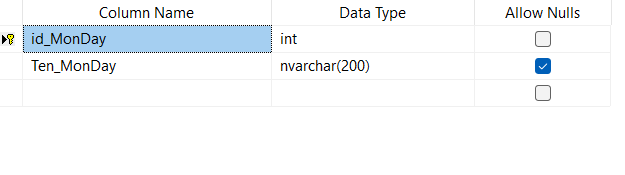 Column Name Data Type Allow Nulls
id_MonDay int
Ten_MonDay nvarchar(200)